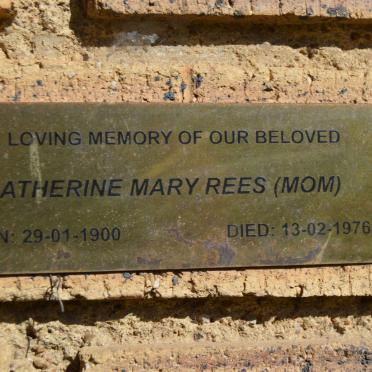 LOVING MEMORY OF OUR BELOVED
ATHERINE MARY REES (MOM)
N: 29-01-1900 DIED: 13-02-1976